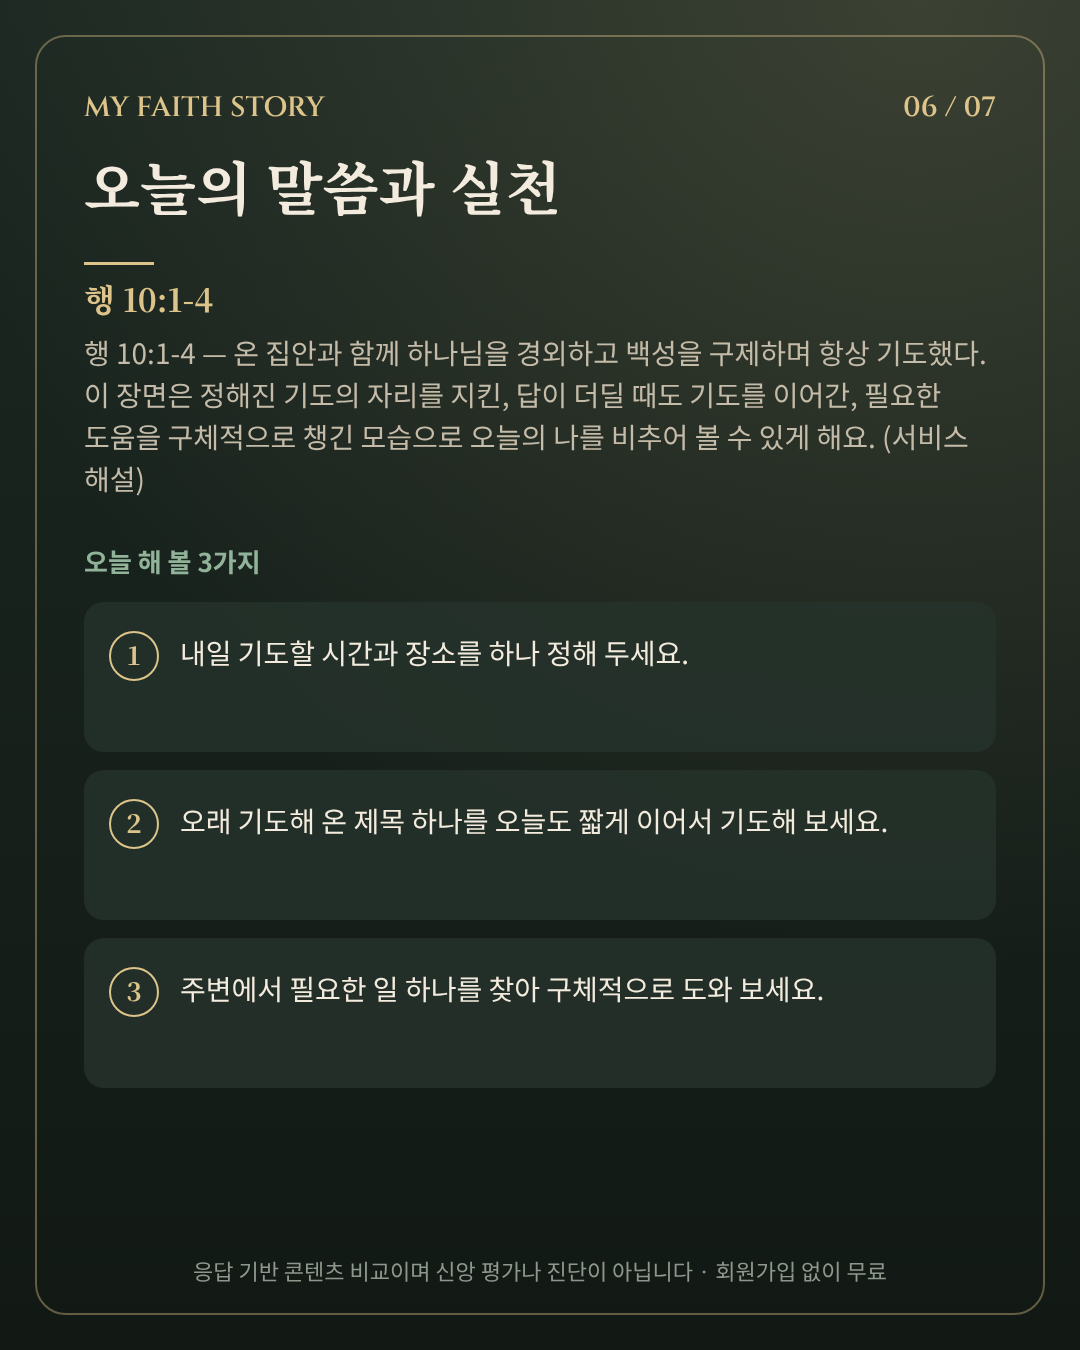 MY FAITH STORY
06 / 07
오늘의 말씀과 실천
행 10:1-4
행 10:1-4 — 온 집안과 함께 하나님을 경외하고 백성을 구제하며 항상 기도했다.
이 장면은 정해진 기도의 자리를 지킨, 답이 더딜 때도 기도를 이어간, 필요한
도움을 구체적으로 챙긴 모습으로 오늘의 나를 비추어 볼 수 있게 해요. (서비스
해설)
오늘 해 볼 3가지
1 내일 기도할 시간과 장소를 하나 정해 두세요.
2 오래 기도해 온 제목 하나를 오늘도 짧게 이어서 기도해 보세요.
3 주변에서 필요한 일 하나를 찾아 구체적으로 도와 보세요.
응답 기반 콘텐츠 비교이며 신앙 평가나 진단이 아닙니다 · 회원가입 없이 무료